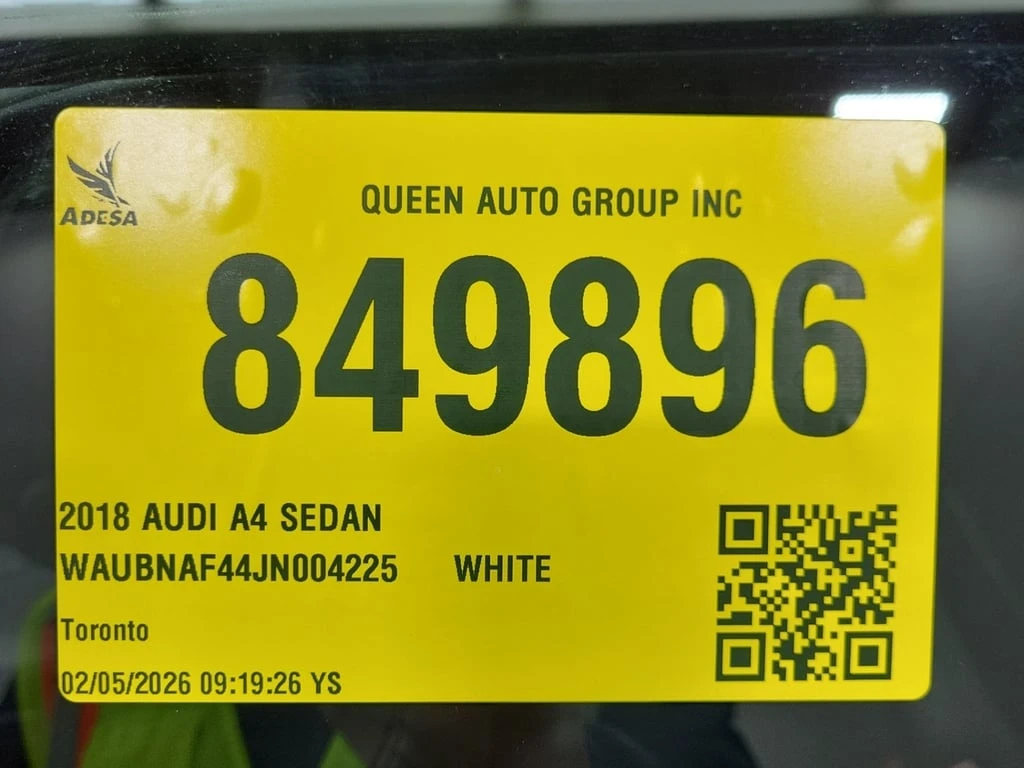 ADESA
QUEEN AUTO GROUP INC
849896
2018 AUDI A4 SEDAN
WAUBNAF44JN004225 WHITE
Toronto
02/05/2026 09:19:26 YS